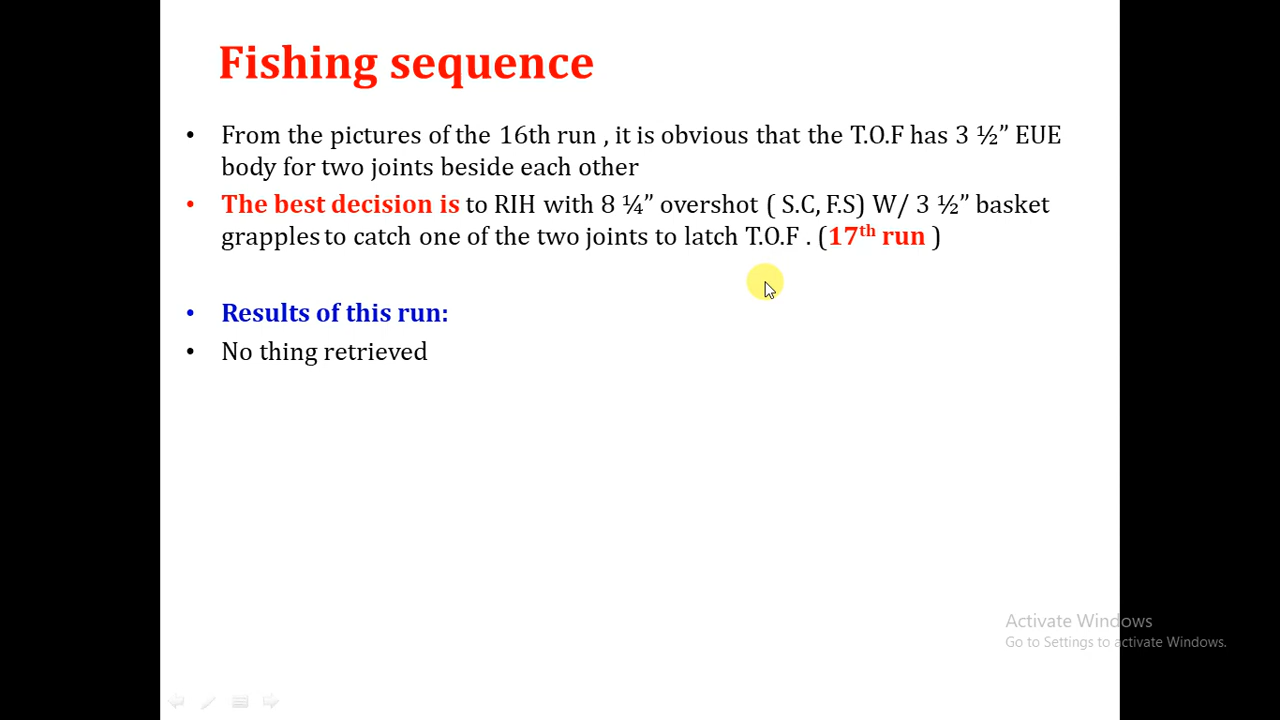 Fishing sequence
• From the pictures of the 16th run , it is obvious that the T.O.F has 3 ½” EUE
body for two joints beside each other
• The best decision is to RIH with 8 ¼” overshot ( S.C, F.S) W/ 3 ½” basket
grapples to catch one of the two joints to latch T.O.F . (17th run )
• Results of this run:
• No thing retrieved
Activate Windows
Go to Settings to activate Windows.